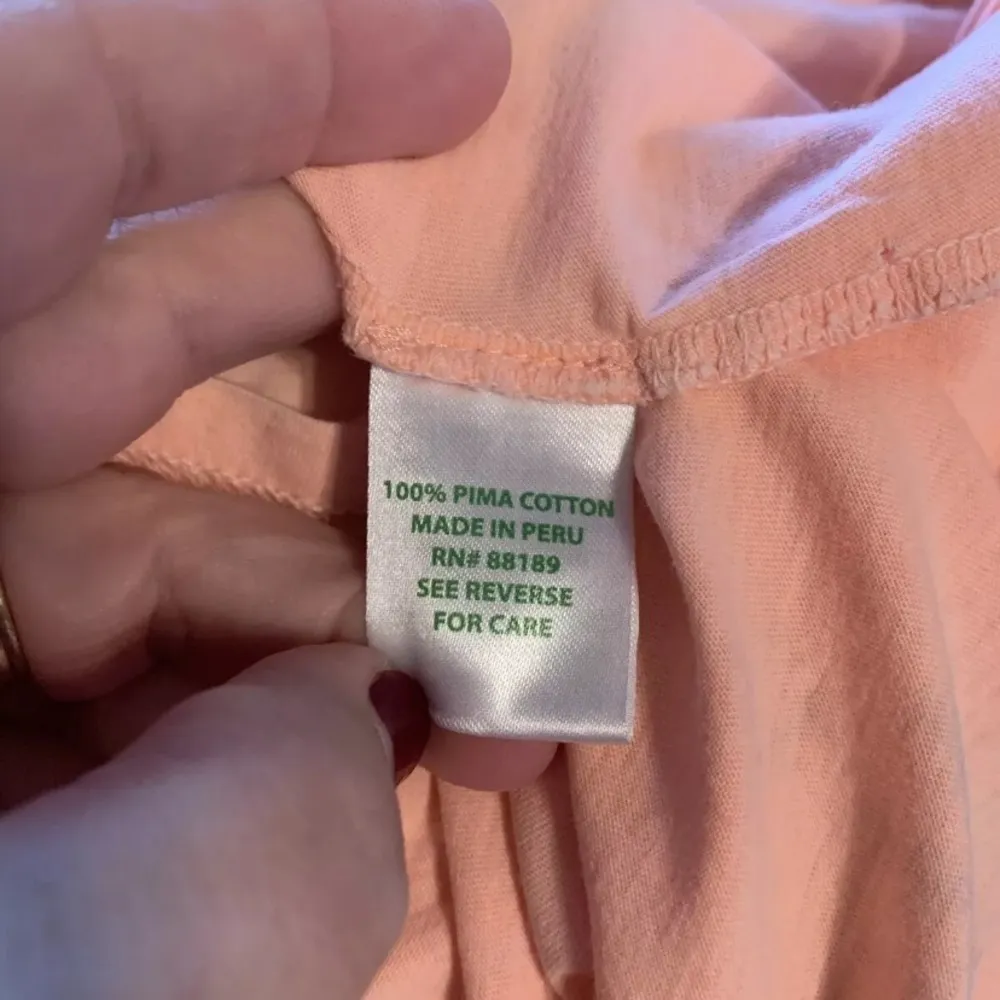 100% PIMA COTTON
MADE IN PERU
RN# 88189
SEE REVERSE
FOR CARE